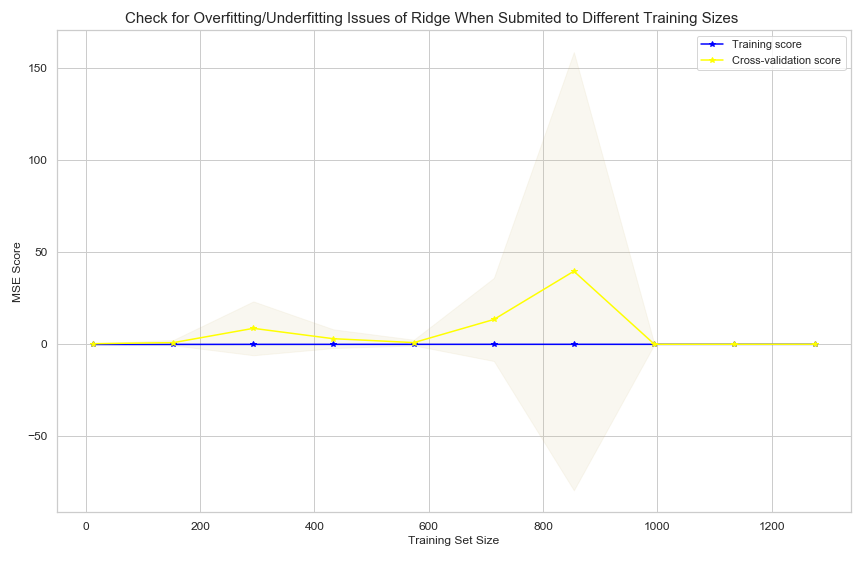 Check for Overfitting/Underfitting Issues of Ridge When Submited to Different Training Sizes
Training score
Cross-validation score
150
100
50
0
−50
MSE Score
0 200 400 600 800 1000 1200
Training Set Size